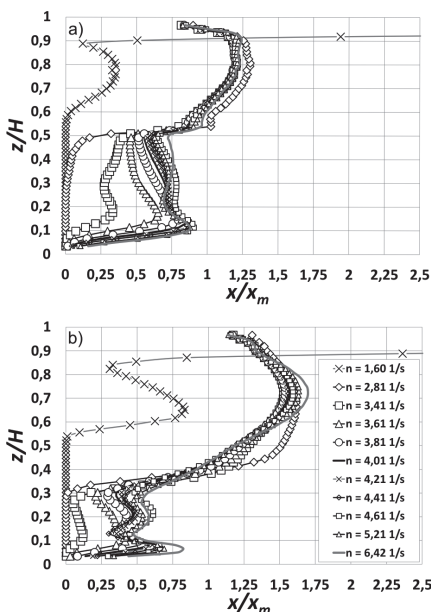 a)
z/H
1
0,9
0,8
0,7
0,6
0,5
0,4
0,3
0,2
0,1
0
0 0,25 0,5 0,75 1 1,25 1,5 1,75 2 2,25 2,5
x/xm
b)
z/H
1
0,9
0,8
0,7
0,6
0,5
0,4
0,3
0,2
0,1
0
n = 1,60 1/s
n = 2,81 1/s
n = 3,41 1/s
n = 3,61 1/s
n = 3,81 1/s
n = 4,01 1/s
n = 4,21 1/s
n = 4,41 1/s
n = 4,61 1/s
n = 5,21 1/s
n = 6,42 1/s
0 0,25 0,5 0,75 1 1,25 1,5 1,75 2 2,25 2,5
x/xm